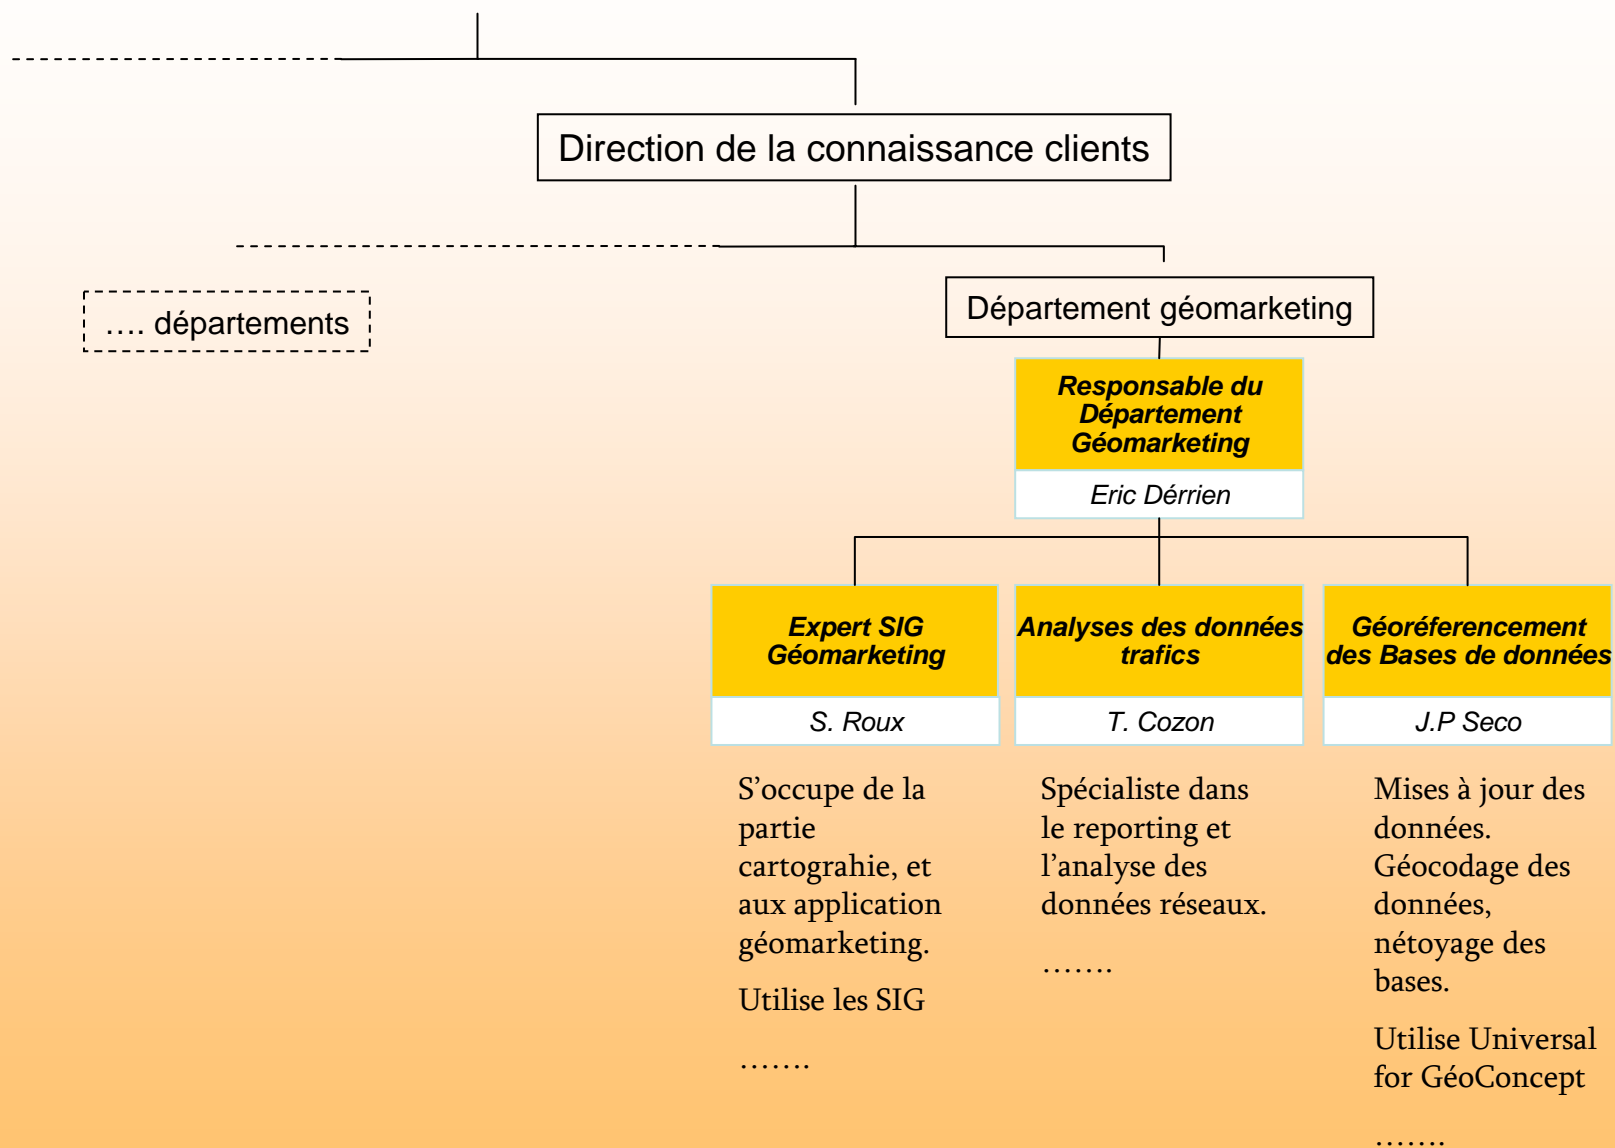 Direction de la connaissance clients
…. départements
Département géomarketing
Responsable du
Département
Géomarketing
Eric Dérrien
Expert SIG
Géomarketing
S. Roux
Analyses des données
trafics
T. Cozon
Géoréferencement
des Bases de données
J.P Seco
S’occupe de la
partie
cartograhie, et
aux application
géomarketing.
Utilise les SIG
…….
Spécialiste dans
le reporting et
l’analyse des
données réseaux.
…….
Mises à jour des
données.
Géocodage des
données,
nétoyage des
bases.
Utilise Universal
for GéoConcept
…….